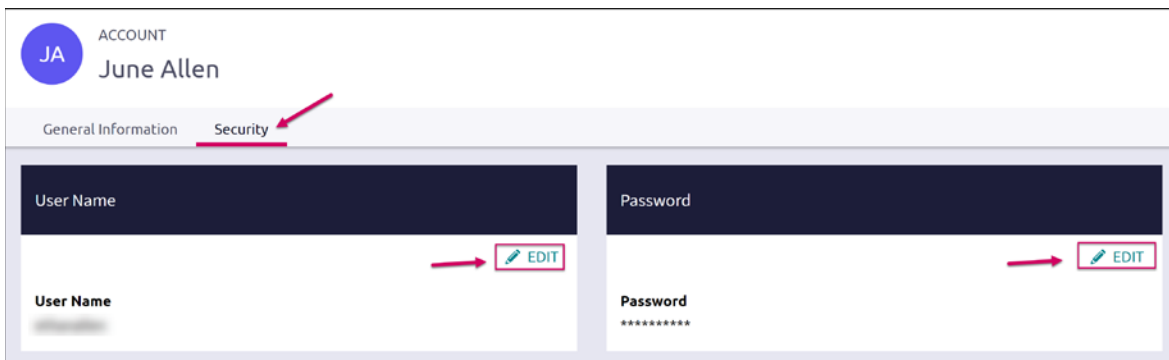 JA
ACCOUNT
June Allen
General Information
Security
User Name
Password
EDIT
EDIT
User Name
Password
**********